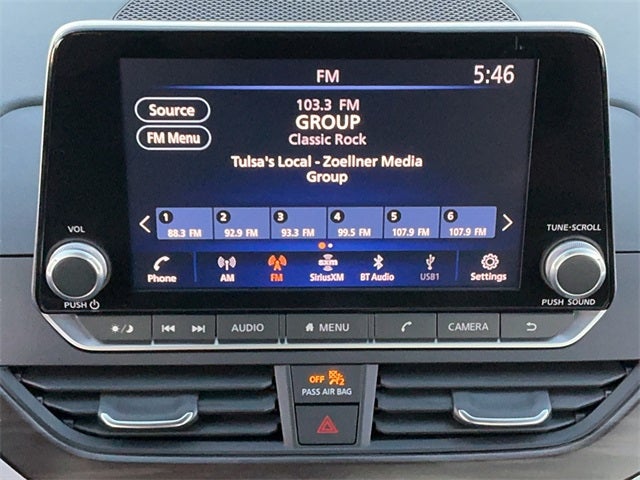 FM
5:46
Source
103.3 FM
GROUP
FM Menu
Classic Rock
Tulsa's Local - Zoellner Media
Group
1 2 3 4 5 6
88.3 FM 92.9 FM 93.3 FM 99.5 FM 107.9 FM 107.9 FM
VOL
TUNE·SCROLL
Phone AM FM SiriusXM BT Audio USB1 Settings
sxm
PUSH
PUSH SOUND
AUDIO MENU CAMERA
OFF 2
PASS AIR BAG